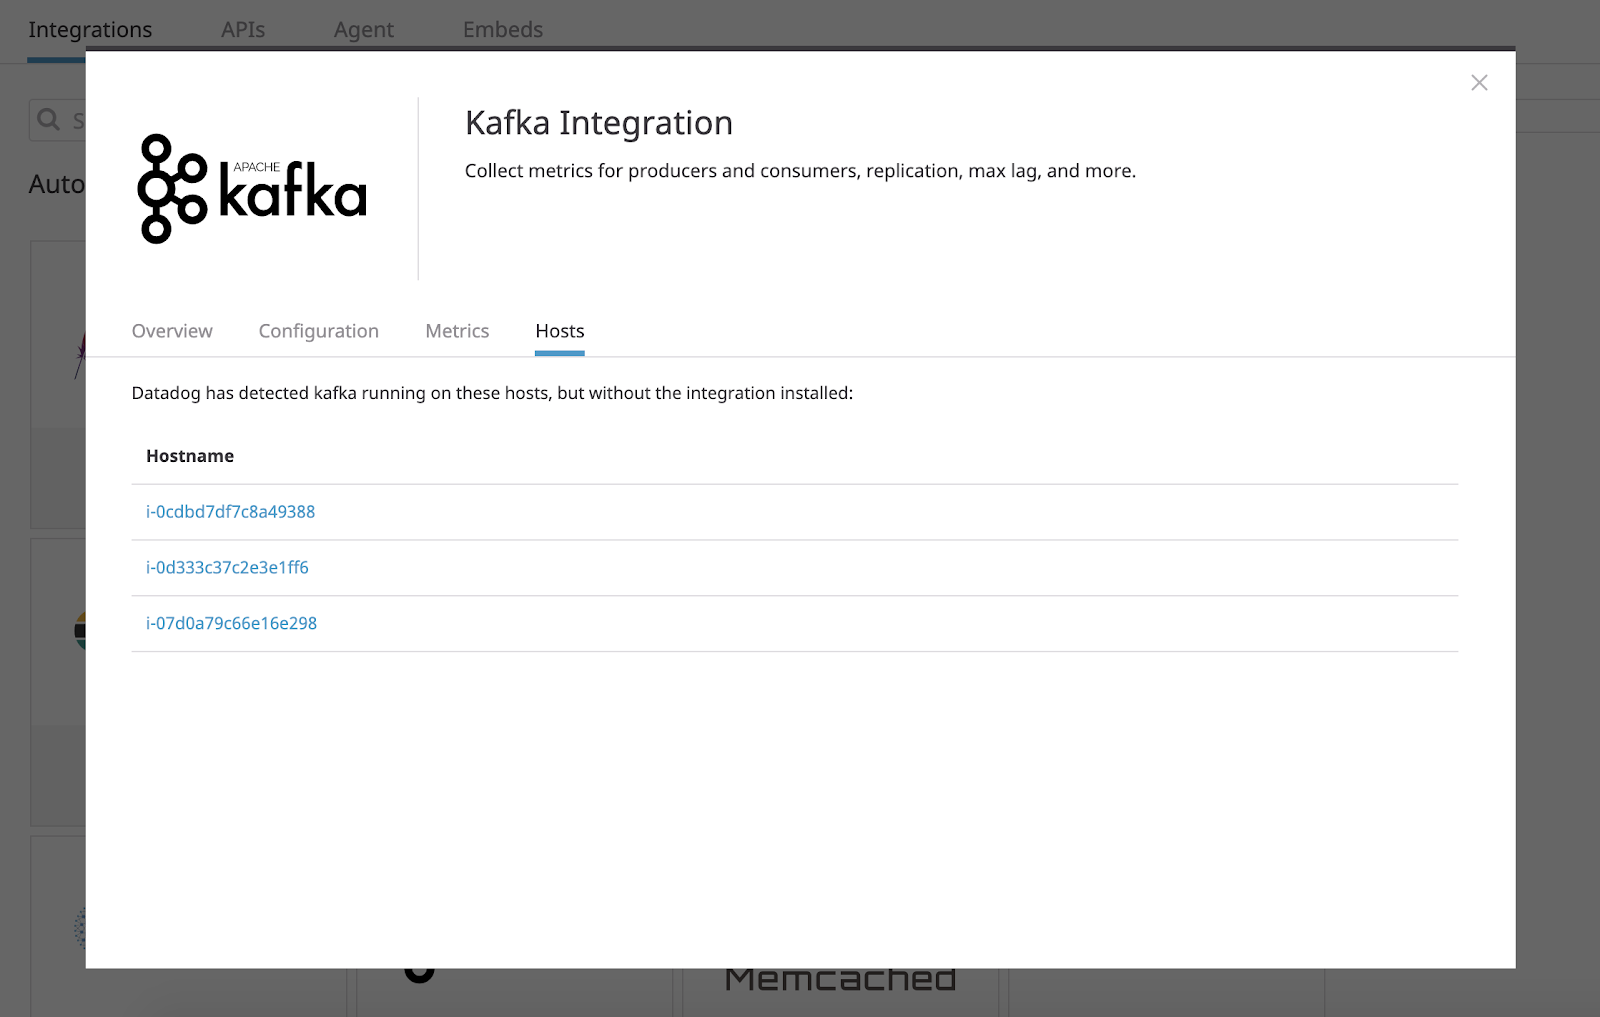 Integrations APIs Agent Embeds
S
Auto
APACHE
kafka
Kafka Integration
Collect metrics for producers and consumers, replication, max lag, and more.
Overview Configuration Metrics Hosts
Datadog has detected kafka running on these hosts, but without the integration installed:
Hostname
i-0cdbd7df7c8a49388
i-0d333c37c2e3e1ff6
i-07d0a79c66e16e298
Memcached